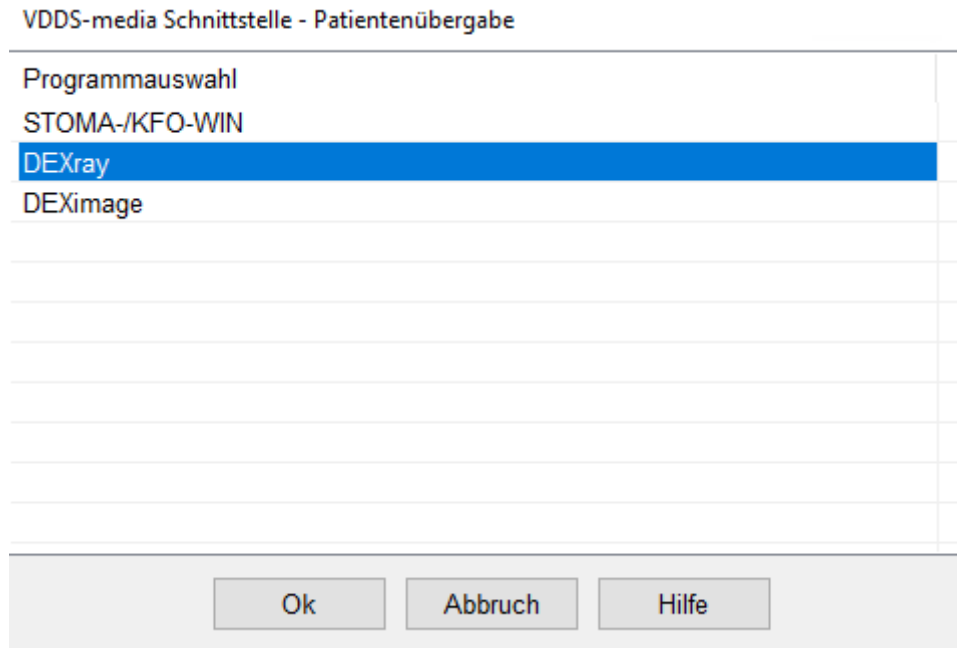 VDDS-media Schnittstelle - Patientenübergabe
Programmauswahl
STOMA-/KFO-WIN
DEXray
DEXimage
Ok Abbruch Hilfe